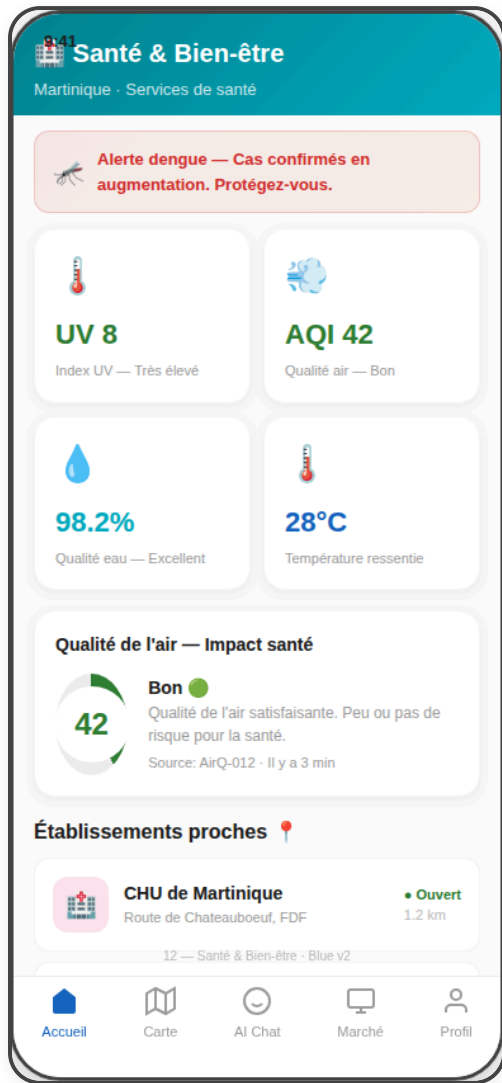 9:41
Santé & Bien-être
Martinique · Services de santé
Alerte dengue — Cas confirmés en
augmentation. Protégez-vous.
UV 8
Index UV — Très élevé
AQI 42
Qualité air — Bon
98.2%
Qualité eau — Excellent
28°C
Température ressentie
Qualité de l'air — Impact santé
42
Bon
Qualité de l'air satisfaisante. Peu ou pas de
risque pour la santé.
Source: AirQ-012 · Il y a 3 min
Établissements proches
CHU de Martinique
Route de Chateauboeuf, FDF
● Ouvert
1.2 km
12 — Santé & Bien-être · Blue v2
Accueil
Carte
AI Chat
Marché
Profil